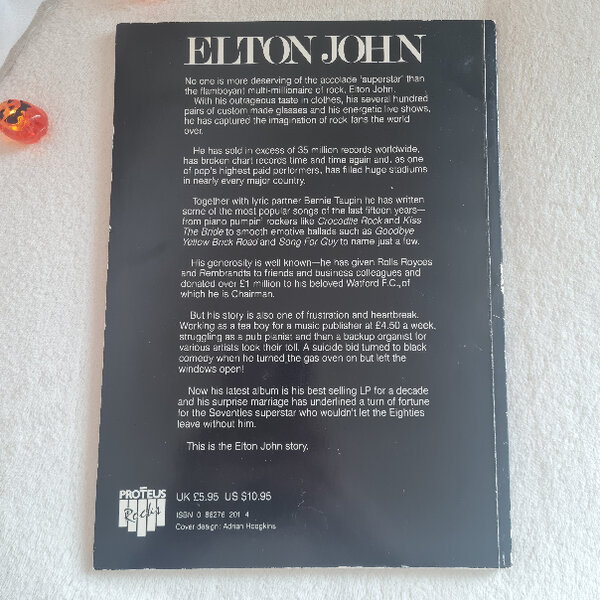 ELTON JOHN
No one is more deserving of the accolade 'superstar' than
the flamboyant multi-millionaire of rock, Elton John.
With his outrageous taste in clothes, his several hundred
pairs of custom made glasses and his energetic live shows,
he has captured the imagination of rock fans the world
over.
He has sold in excess of 35 million records worldwide,
has broken chart records time and time again and, as one
of pop's highest paid performers, has filled huge stadiums
in nearly every major country.
Together with lyric partner Bernie Taupin he has written
some of the most popular songs of the last fifteen years—
from piano pumpin' rockers like Crocodile Rock and Kiss
The Bride to smooth emotive ballads such as Goodbye
Yellow Brick Road and Song For Guy to name just a few.
His generosity is well known—he has given Rolls Royces
and Rembrandts to friends and business colleagues and
donated over £1 million to his beloved Watford F.C., of
which he is Chairman.
But his story is also one of frustration and heartbreak.
Working as a tea boy for a music publisher at £4.50 a week,
struggling as a pub pianist and then a backup organist for
various artists took their toll. A suicide bid turned to black
comedy when he turned the gas oven on but left the
windows open!
Now his latest album is his best selling LP for a decade
and his surprise marriage has underlined a turn of fortune
for the Seventies superstar who wouldn't let the Eighties
leave without him.
This is the Elton John story.
PROTEUS
Rocks
UK £5.95 US $10.95
ISBN 0 86276 201 4
Cover design: Adrian Hodgkins